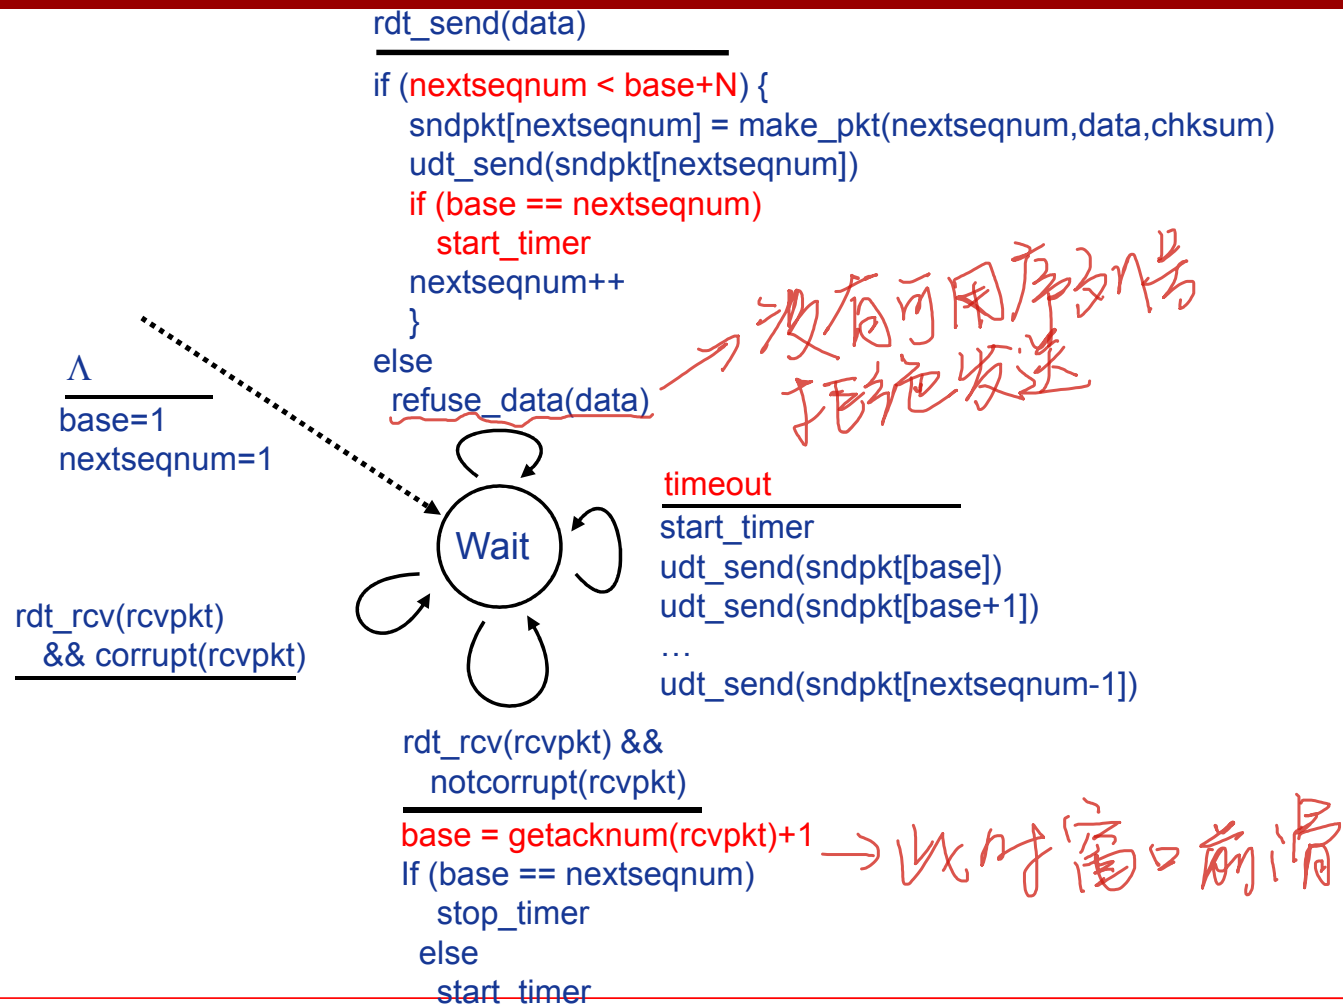 rdt_send(data)
if (nextseqnum < base+N) {
sndpkt[nextseqnum] = make_pkt(nextseqnum,data,chksum)
udt_send(sndpkt[nextseqnum])
if (base == nextseqnum)
start_timer
nextseqnum++
}
else
refuse_data(data)
没有可用序列号
拒绝发送
Λ
base=1
nextseqnum=1
Wait
timeout
start_timer
udt_send(sndpkt[base])
udt_send(sndpkt[base+1])
…
udt_send(sndpkt[nextseqnum-1])
rdt_rcv(rcvpkt)
&& corrupt(rcvpkt)
rdt_rcv(rcvpkt) &&
notcorrupt(rcvpkt)
base = getacknum(rcvpkt)+1
此时窗口前滑
If (base == nextseqnum)
stop_timer
else
start_timer